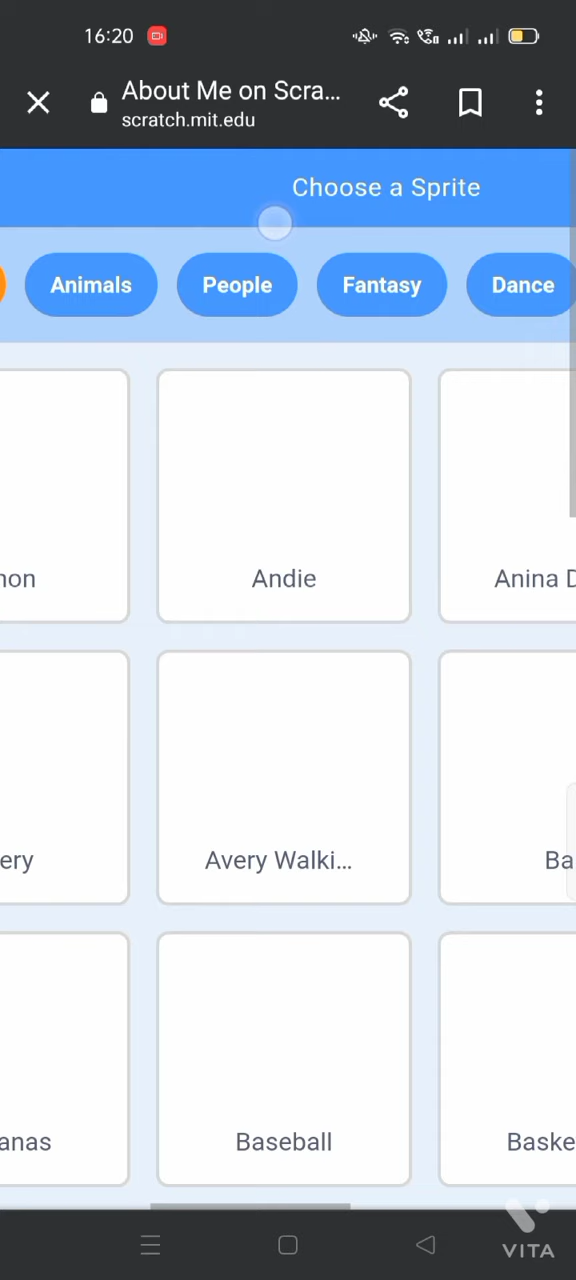 16:20
About Me on Scra...
scratch.mit.edu
Choose a Sprite
Animals People Fantasy Dance
non Andie Anina D
ery Avery Walki... Ba
anas Baseball Baske
VITA